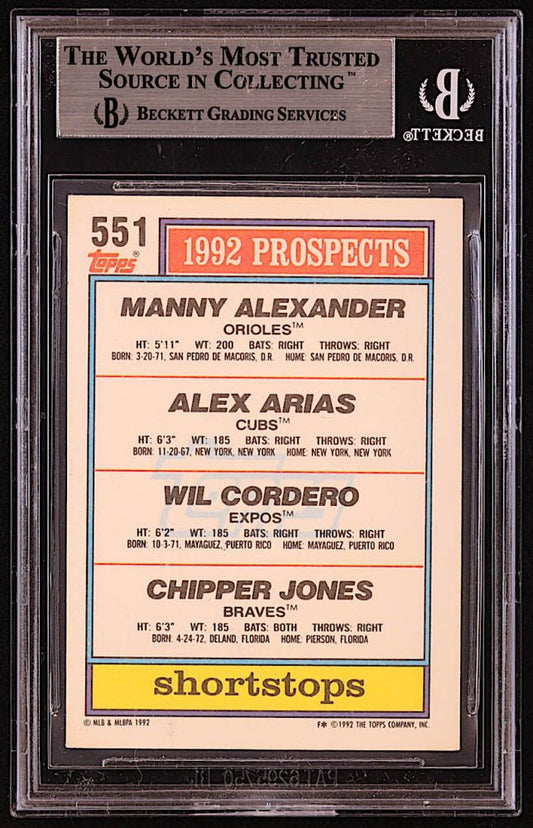 THE WORLD'S MOST TRUSTED
SOURCE IN COLLECTING™
B BECKETT GRADING SERVICES
B
BECKETT®
551
TOPPS®
1992 PROSPECTS
MANNY ALEXANDER
ORIOLES™
HT: 5'11" WT: 200 BATS: RIGHT THROWS: RIGHT
BORN: 3-20-71, SAN PEDRO DE MACORIS, D.R. HOME: SAN PEDRO DE MACORIS, D.R.
ALEX ARIAS
CUBS™
HT: 6'3" WT: 185 BATS: RIGHT THROWS: RIGHT
BORN: 11-20-67, NEW YORK, NEW YORK HOME: NEW YORK, NEW YORK
WIL CORDERO
EXPOS™
HT: 6'2" WT: 185 BATS: RIGHT THROWS: RIGHT
BORN: 10-3-71, MAYAGUEZ, PUERTO RICO HOME: MAYAGUEZ, PUERTO RICO
CHIPPER JONES
BRAVES™
HT: 6'3" WT: 185 BATS: BOTH THROWS: RIGHT
BORN: 4-24-72, DELAND, FLORIDA HOME: PIERSON, FLORIDA
shortstops
© MLB & MLBPA 1992 F* © 1992 THE TOPPS COMPANY, INC.